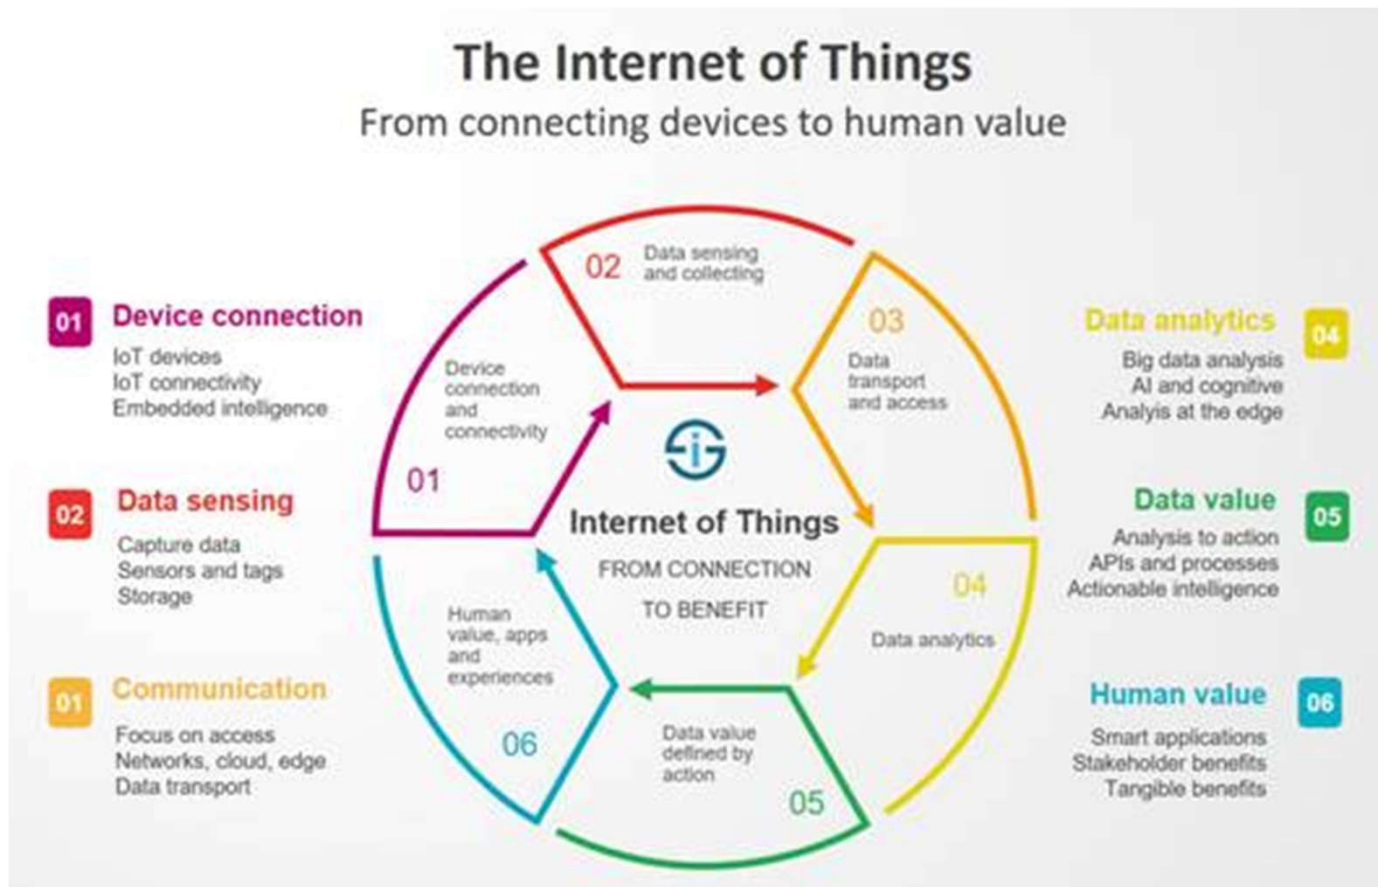 The Internet of Things
From connecting devices to human value
01
Device connection
IoT devices
IoT connectivity
Embedded intelligence
02
Data sensing
Capture data
Sensors and tags
Storage
01
Communication
Focus on access
Networks, cloud, edge
Data transport
01
Device
connection
and
connectivity
02
Data sensing
and collecting
03
Data
transport
and access
04
Data analytics
05
Data value
defined by
action
06
Human
value, apps
and
experiences
i
Internet of Things
FROM CONNECTION
TO BENEFIT
Data analytics
04
Big data analysis
AI and cognitive
Analyis at the edge
Data value
05
Analysis to action
APIs and processes
Actionable intelligence
Human value
06
Smart applications
Stakeholder benefits
Tangible benefits